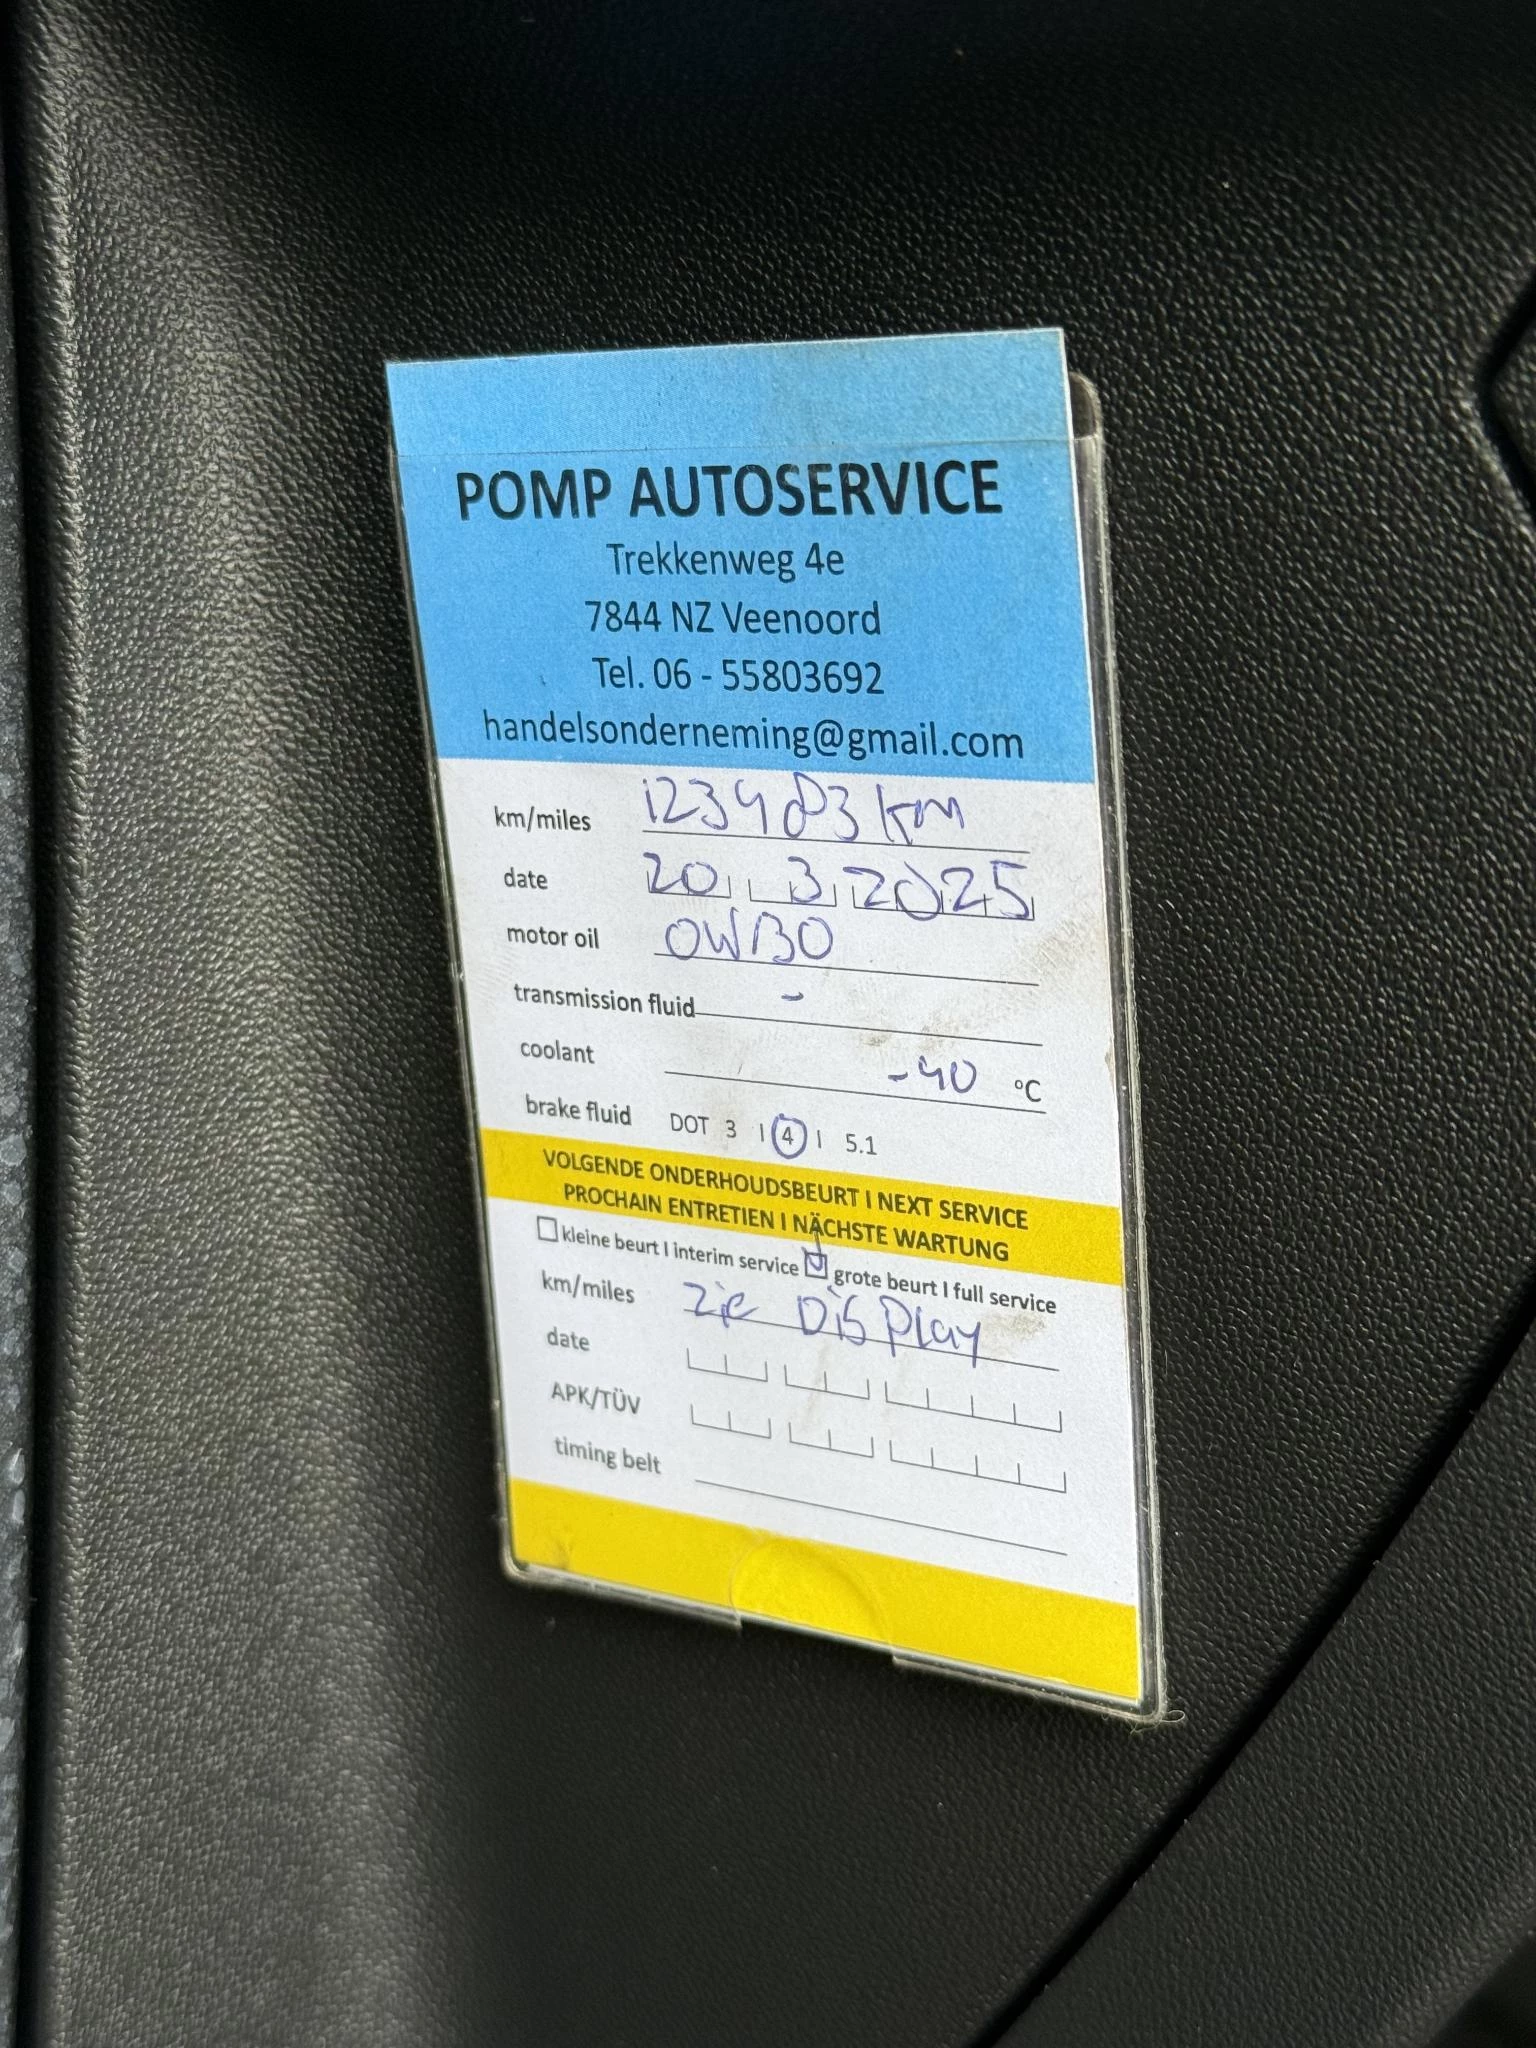 POMP AUTOSERVICE
Trekkenweg 4e
7844 NZ Veenoord
Tel. 06 - 55803692
handelsonderneming@gmail.com
km/miles 123483 km
date 20 3 2025
motor oil 0W30
transmission fluid -
coolant -40 °C
brake fluid DOT 3 I 4 I 5.1
VOLGENDE ONDERHOUDSBEURT I NEXT SERVICE
PROCHAIN ENTRETIEN I NÄCHSTE WARTUNG
kleine beurt I interim service grote beurt I full service
km/miles zie DisPlay
date
APK/TÜV
timing belt